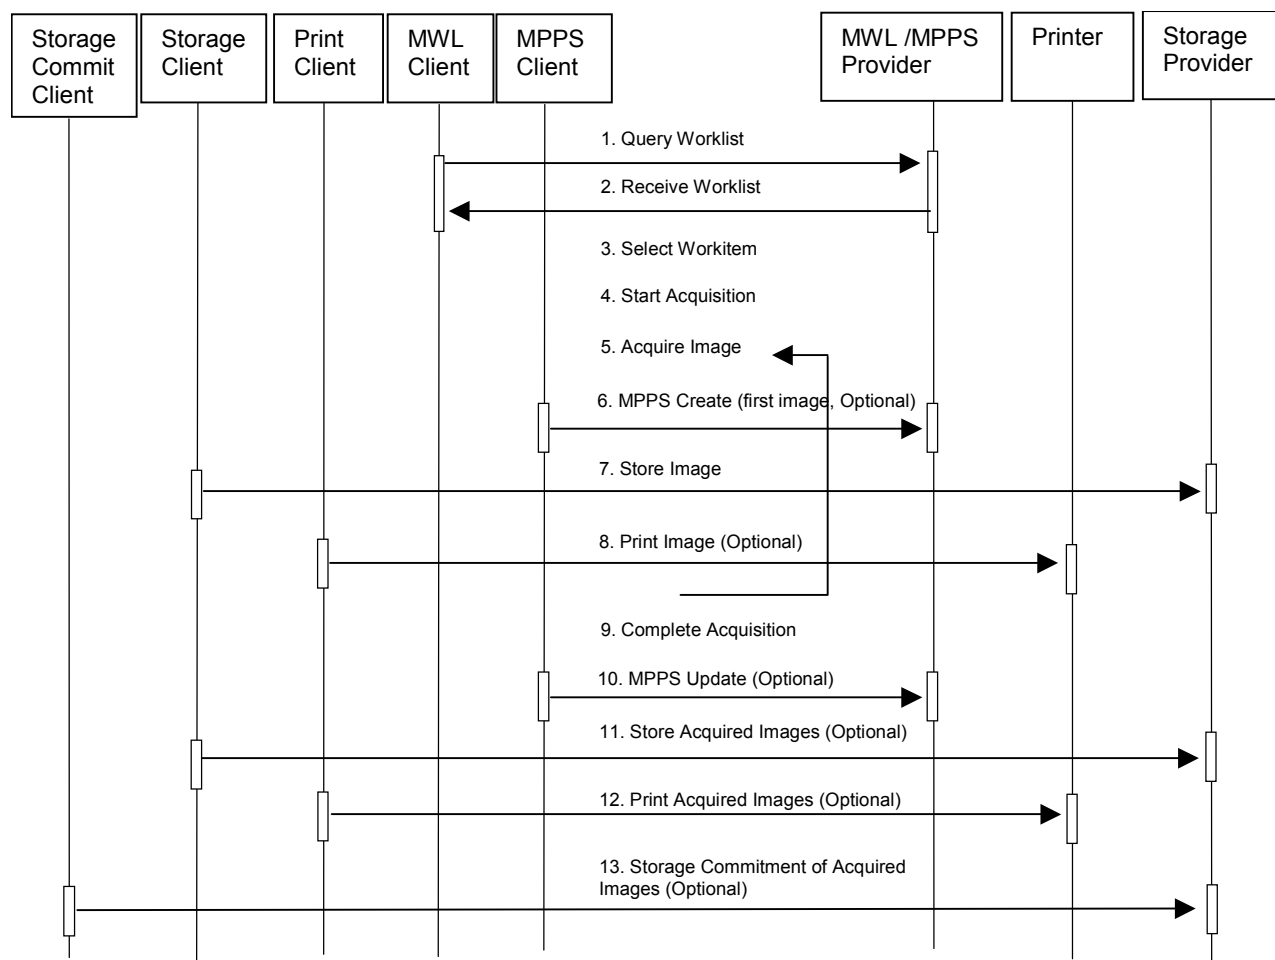 Storage
Commit
Client
Storage
Client
Print
Client
MWL
Client
MPPS
Client
MWL /MPPS
Provider
Printer
Storage
Provider
1. Query Worklist
2. Receive Worklist
3. Select Workitem
4. Start Acquisition
5. Acquire Image
6. MPPS Create (first image, Optional)
7. Store Image
8. Print Image (Optional)
9. Complete Acquisition
10. MPPS Update (Optional)
11. Store Acquired Images (Optional)
12. Print Acquired Images (Optional)
13. Storage Commitment of Acquired
Images (Optional)